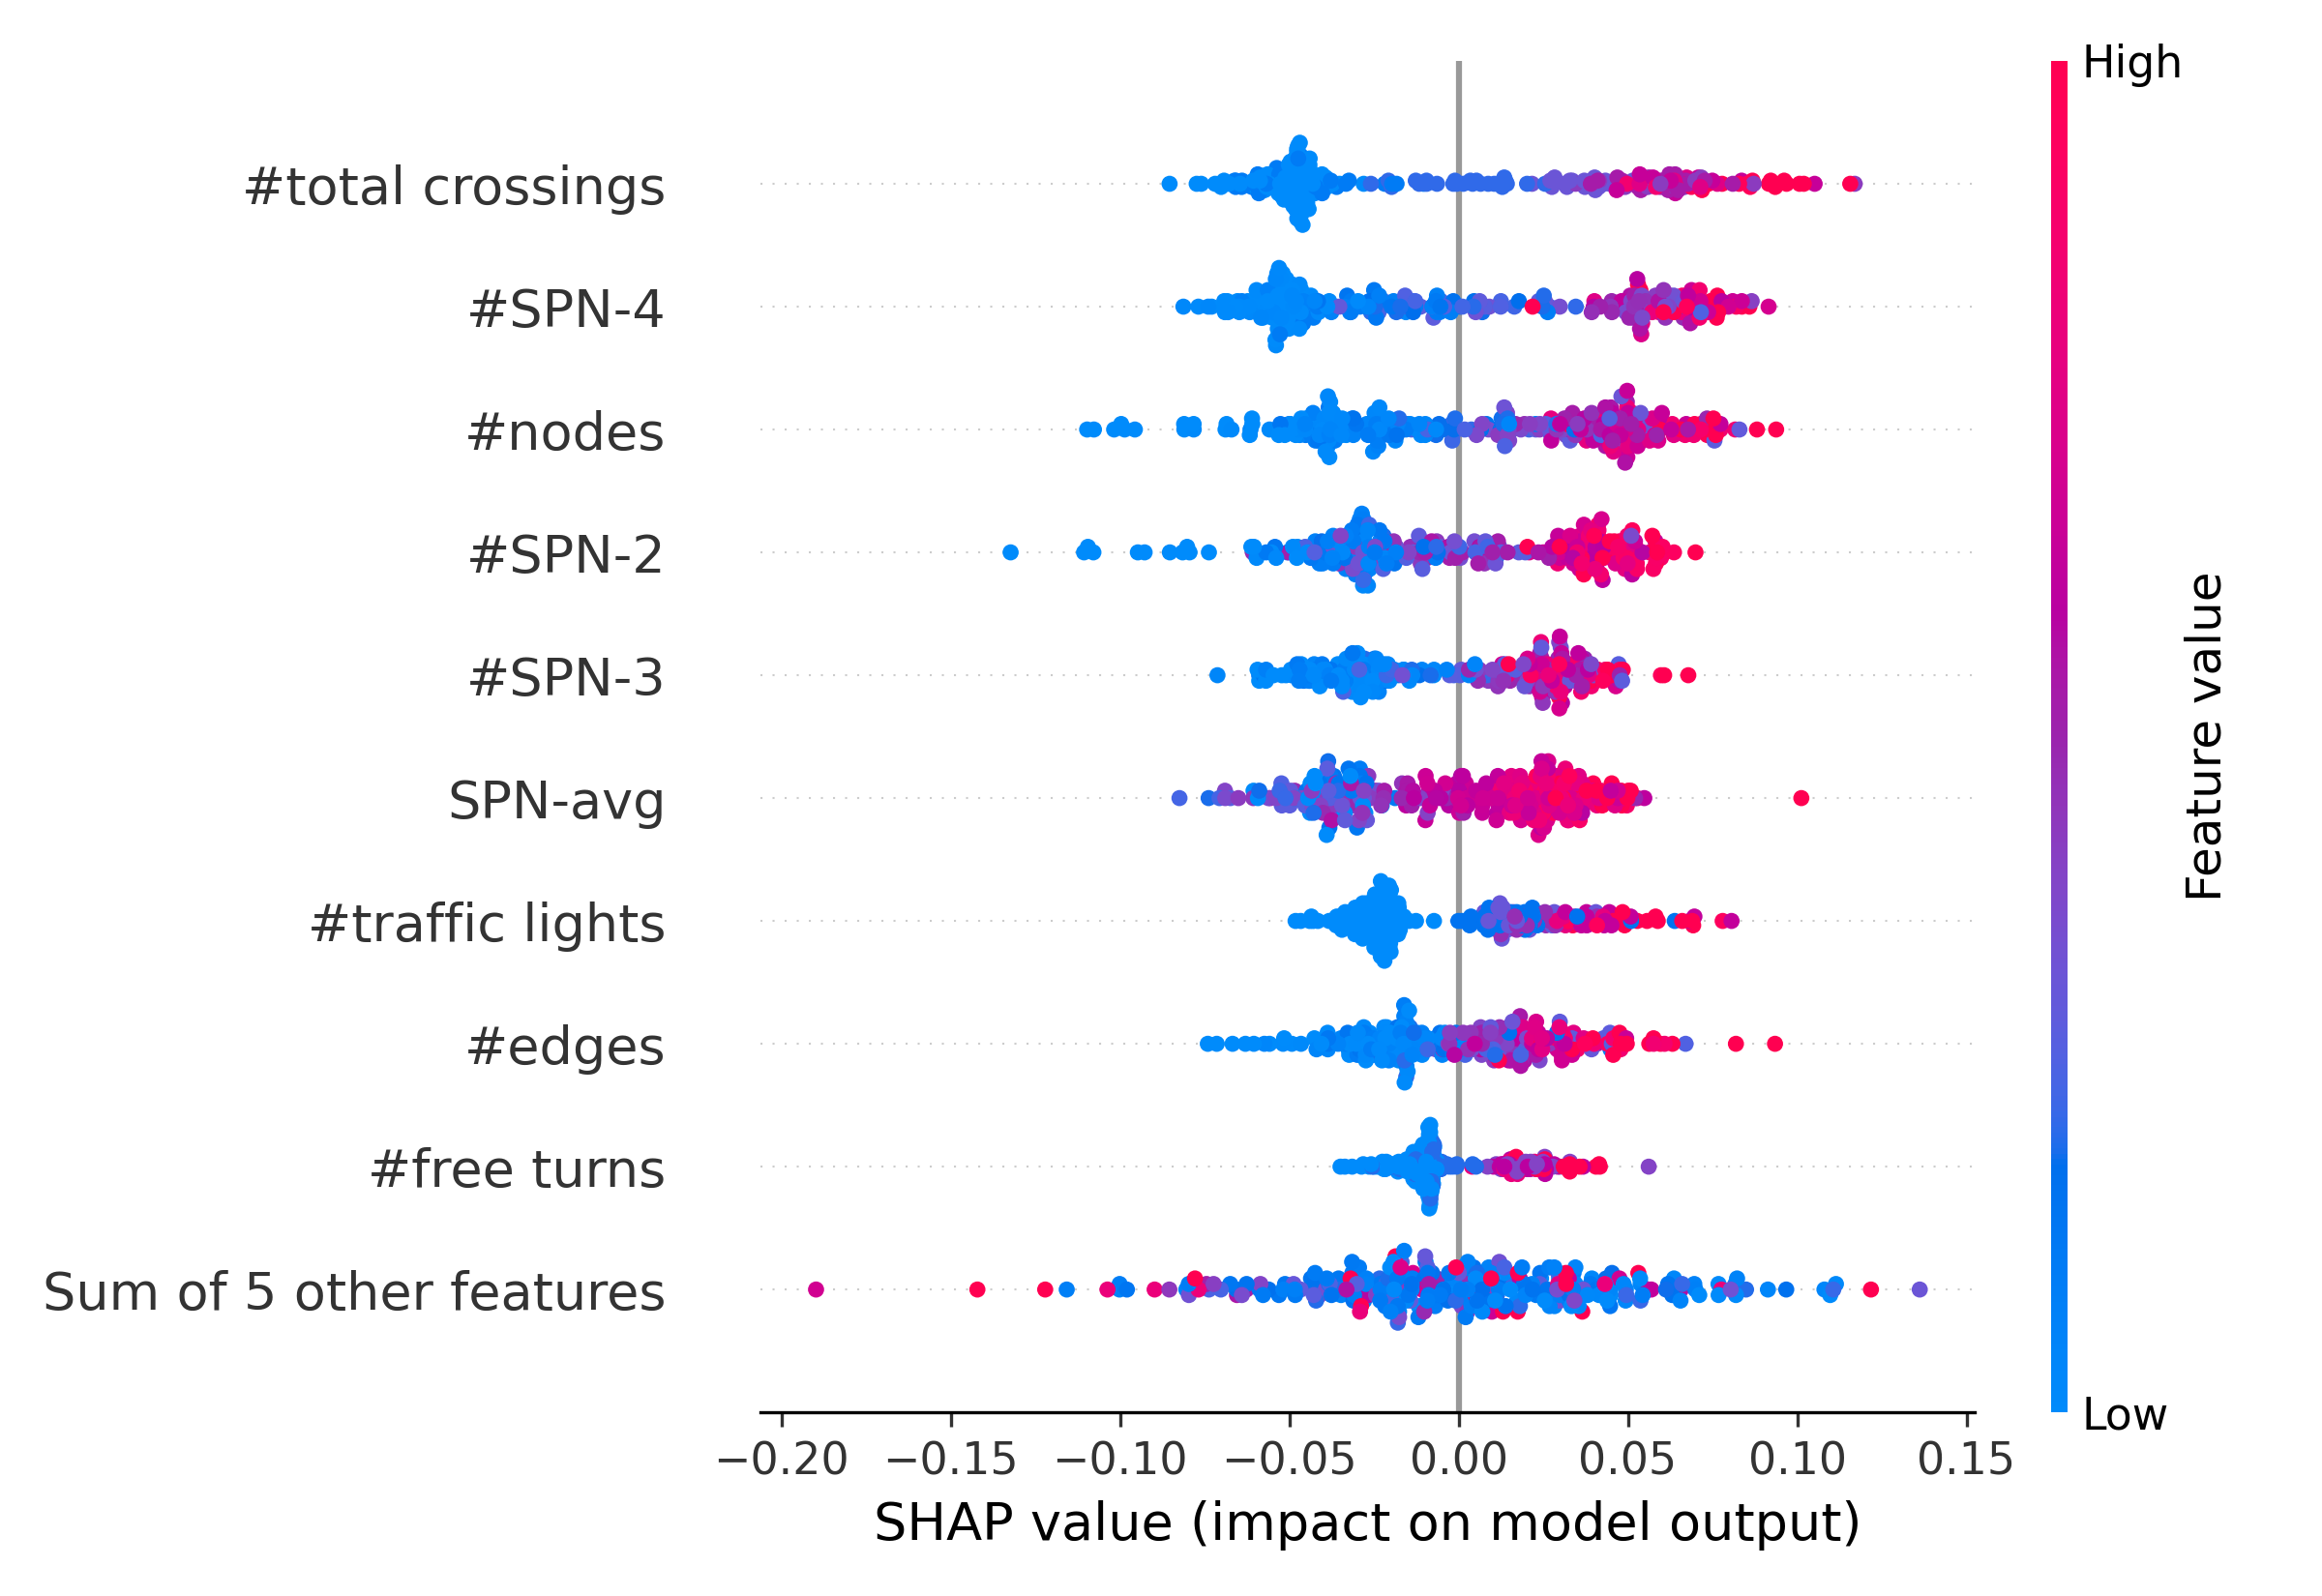 High
#total crossings
#SPN-4
#nodes
#SPN-2
#SPN-3
SPN-avg
#traffic lights
#edges
#free turns
Sum of 5 other features
Feature value
Low
−0.20 −0.15 −0.10 −0.05 0.00 0.05 0.10 0.15
SHAP value (impact on model output)